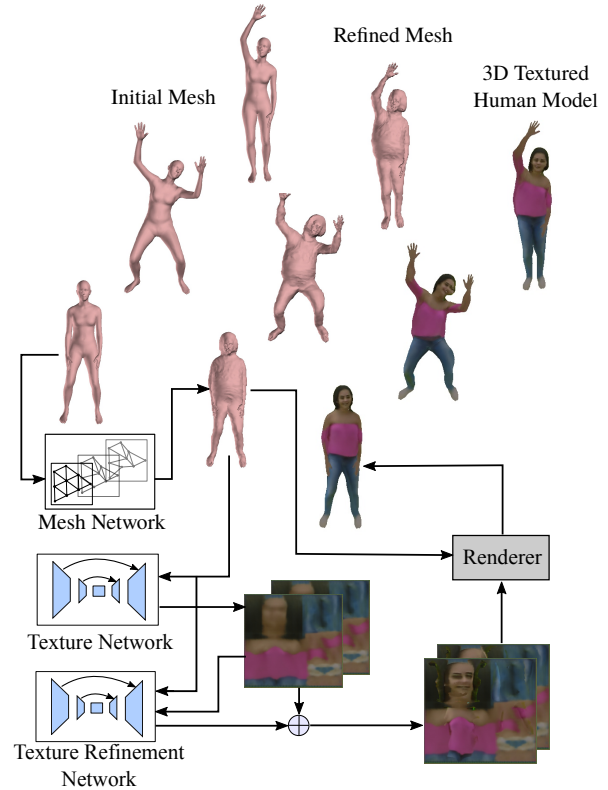 Refined Mesh
3D Textured
Human Model
Initial Mesh
Mesh Network
Renderer
Texture Network
Texture Refinement
Network